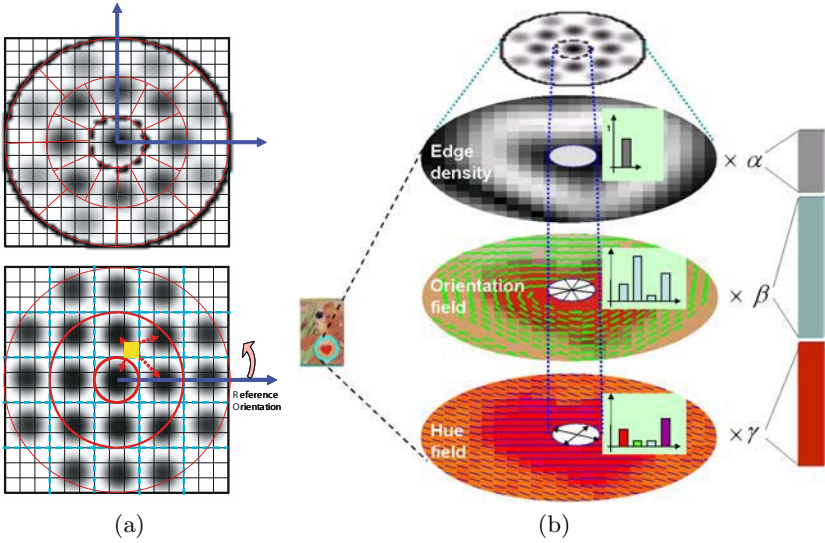 Reference
Orientation
(a)
Edge
density
1
× α
Orientation
field
× β
Hue
field
× γ
(b)